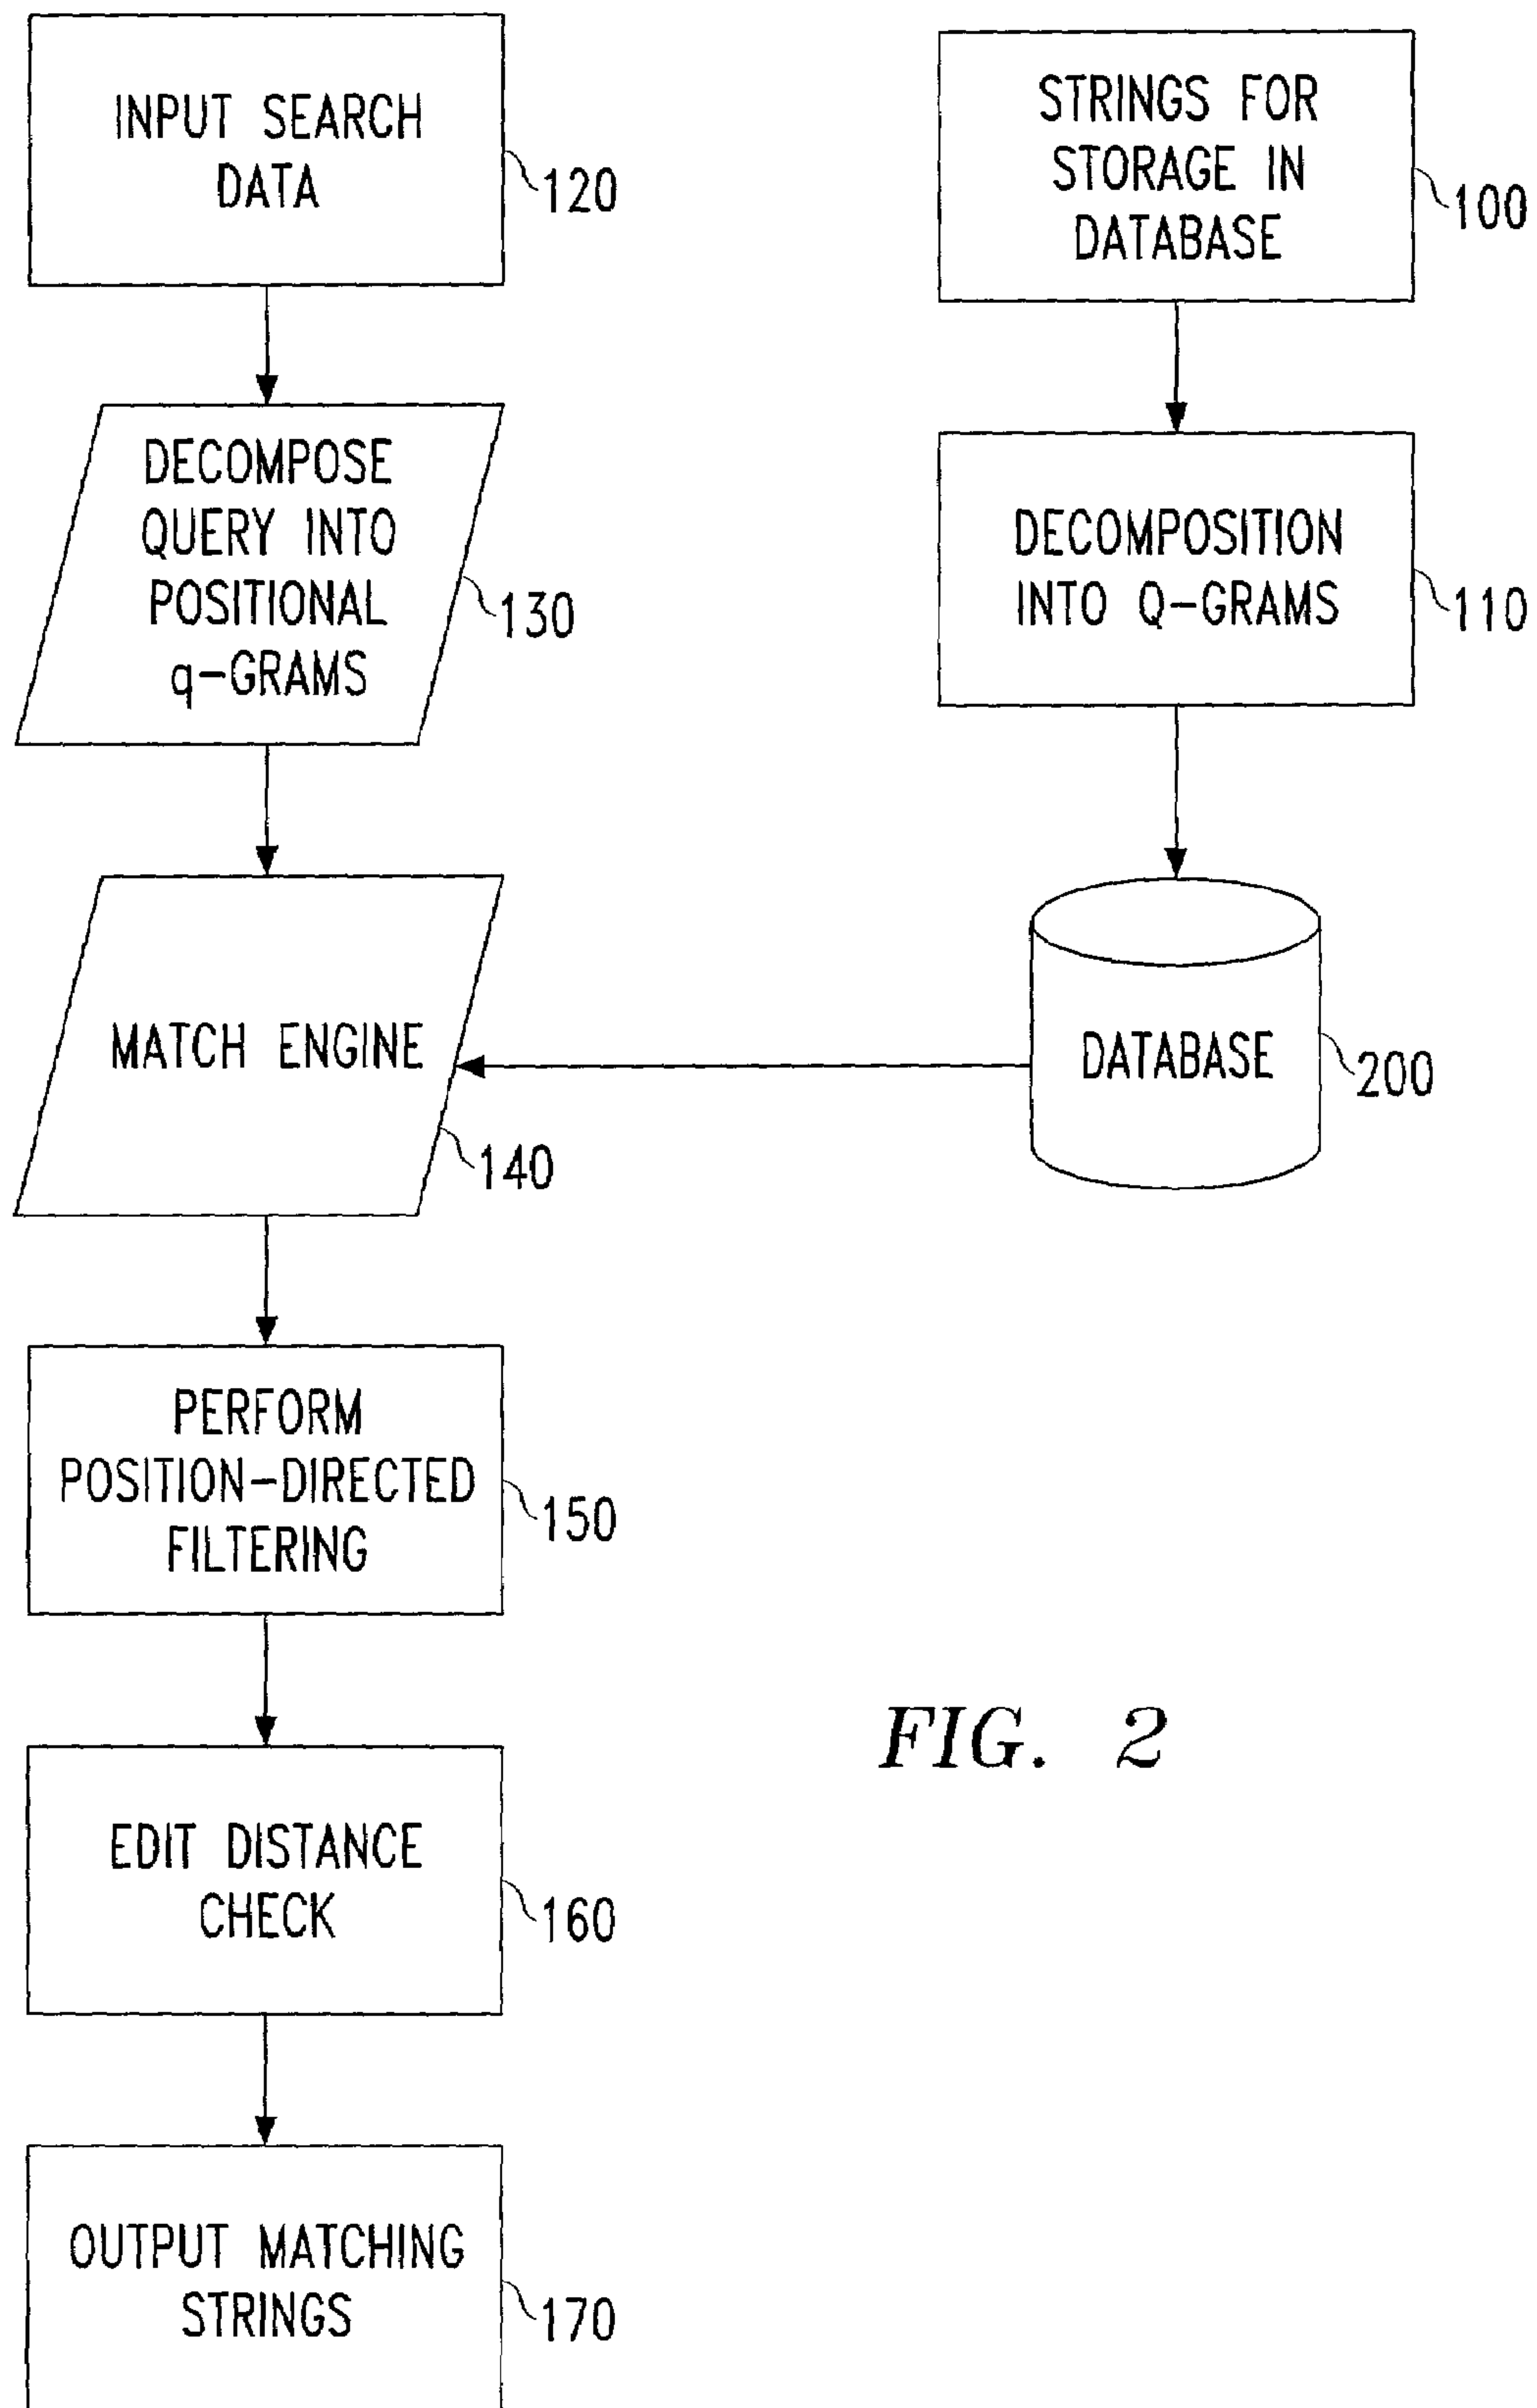 INPUT SEARCH
DATA
120
STRINGS FOR
STORAGE IN
DATABASE
100
DECOMPOSE
QUERY INTO
POSITIONAL
q-GRAMS
130
DECOMPOSITION
INTO Q-GRAMS
110
MATCH ENGINE
140
DATABASE
200
PERFORM
POSITION-DIRECTED
FILTERING
150
EDIT DISTANCE
CHECK
160
OUTPUT MATCHING
STRINGS
170
FIG. 2